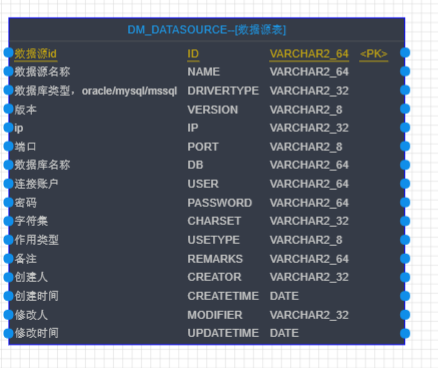 DM_DATASOURCE--[数据源表]
数据源id ID VARCHAR2_64 <PK>
数据源名称 NAME VARCHAR2_64
数据库类型，oracle/mysql/mssql DRIVERTYPE VARCHAR2_32
版本 VERSION VARCHAR2_8
ip IP VARCHAR2_32
端口 PORT VARCHAR2_8
数据库名称 DB VARCHAR2_64
连接账户 USER VARCHAR2_64
密码 PASSWORD VARCHAR2_64
字符集 CHARSET VARCHAR2_32
作用类型 USETYPE VARCHAR2_8
备注 REMARKS VARCHAR2_64
创建人 CREATOR VARCHAR2_32
创建时间 CREATETIME DATE
修改人 MODIFIER VARCHAR2_32
修改时间 UPDATETIME DATE